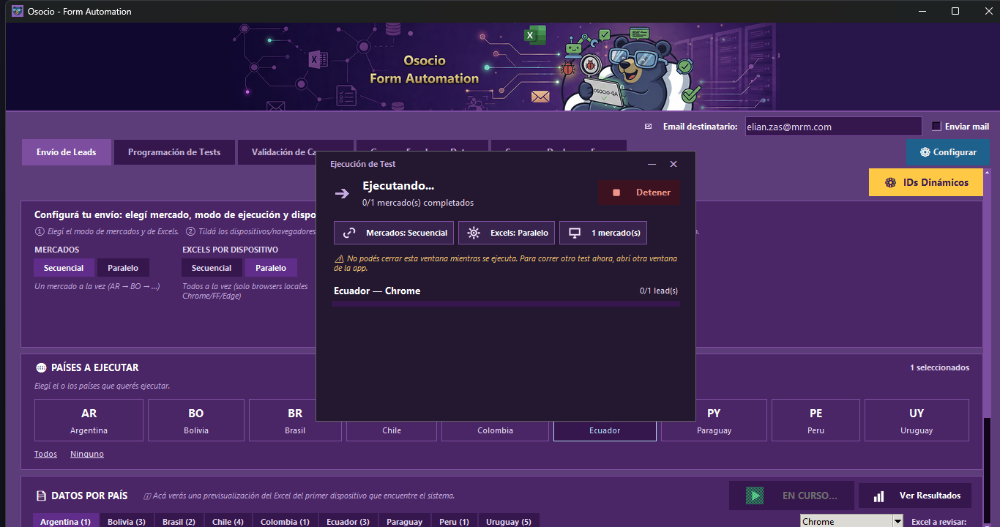 Osocio - Form Automation
Osocio
Form Automation
OSOCIO-QA
Email destinatario:
elian.zas@mrm.com
Enviar mail
Envío de Leads
Programación de Tests
Validación de
Configurar
IDs Dinámicos
Ejecución de Test
Ejecutando...
0/1 mercado(s) completados
Detener
Mercados: Secuencial
Excels: Paralelo
1 mercado(s)
⚠ No podés cerrar esta ventana mientras se ejecuta. Para correr otro test ahora, abrí otra ventana
de la app.
Ecuador — Chrome
0/1 lead(s)
Configurá tu envío: elegí mercado, modo de ejecución y dispo
① Elegí el modo de mercados y de Excels. ② Tildá los dispositivos/navegadores
MERCADOS
Secuencial
Paralelo
Un mercado a la vez (AR → BO → ...)
EXCELS POR DISPOSITIVO
Secuencial
Paralelo
Todos a la vez (solo browsers locales
Chrome/FF/Edge)
PAÍSES A EJECUTAR
1 seleccionados
Elegí el o los países que querés ejecutar.
AR
Argentina
BO
Bolivia
BR
Brasil
Chile
Colombia
Ecuador
PY
Paraguay
PE
Peru
UY
Uruguay
Todos
Ninguno
DATOS POR PAÍS
Acá verás una previsualización del Excel del primer dispositivo que encuentre el sistema.
EN CURSO...
Ver Resultados
Argentina (1)
Bolivia (3)
Brasil (2)
Chile (4)
Colombia (1)
Ecuador (3)
Paraguay
Peru (1)
Uruguay (5)
Chrome
Excel a revisar: